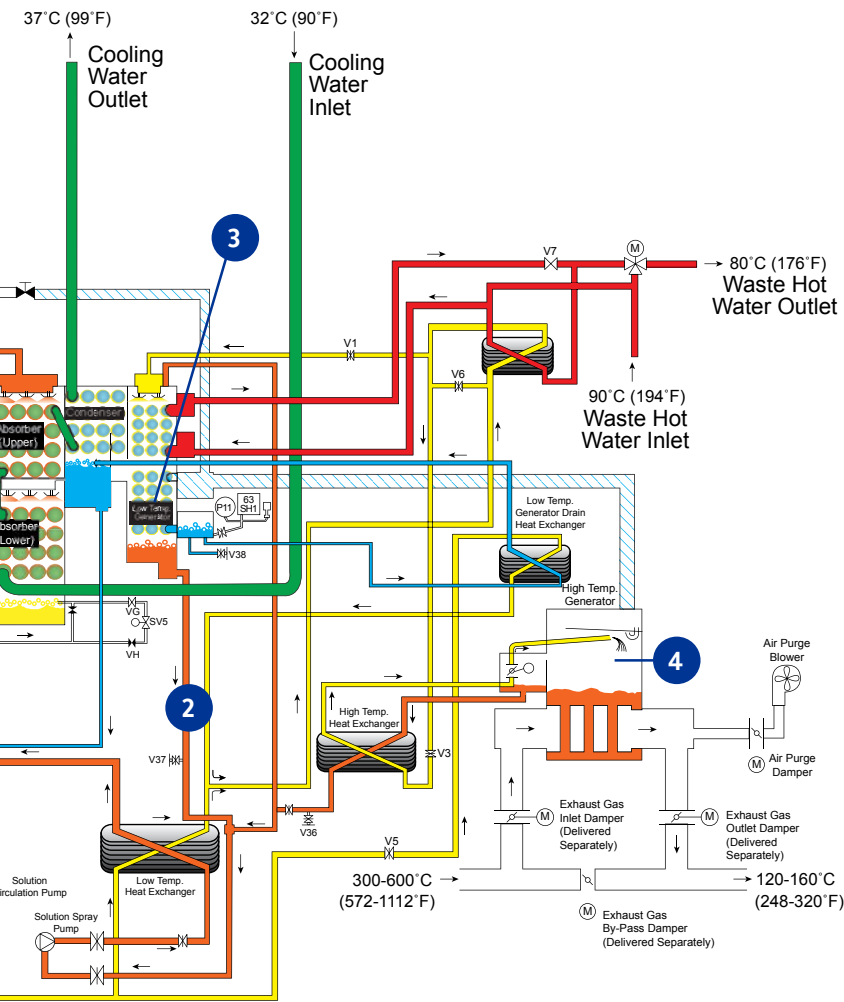 37˚C (99˚F)
32˚C (90˚F)
Cooling
Water
Outlet
Cooling
Water
Inlet
3
V7
M
80˚C (176˚F)
Waste Hot
Water Outlet
V1
V6
90˚C (194˚F)
Waste Hot
Water Inlet
Condenser
Absorber
(Upper)
Low Temp.
Generator
P11
63
SH1
V38
Low Temp.
Generator Drain
Heat Exchanger
(Lower)
High Temp.
Generator
VG
SV5
VH
4
Air Purge
Blower
2
High Temp.
Heat Exchanger
V3
V37
M
Air Purge
Damper
V36
M
Exhaust Gas
Inlet Damper
(Delivered
Separately)
M
Exhaust Gas
Outlet Damper
(Delivered
Separately)
V5
Low Temp.
Heat Exchanger
300-600˚C
(572-1112˚F)
120-160˚C
(248-320˚F)
Solution
Pump
M
Exhaust Gas
By-Pass Damper
(Delivered Separately)
Solution Spray
Pump